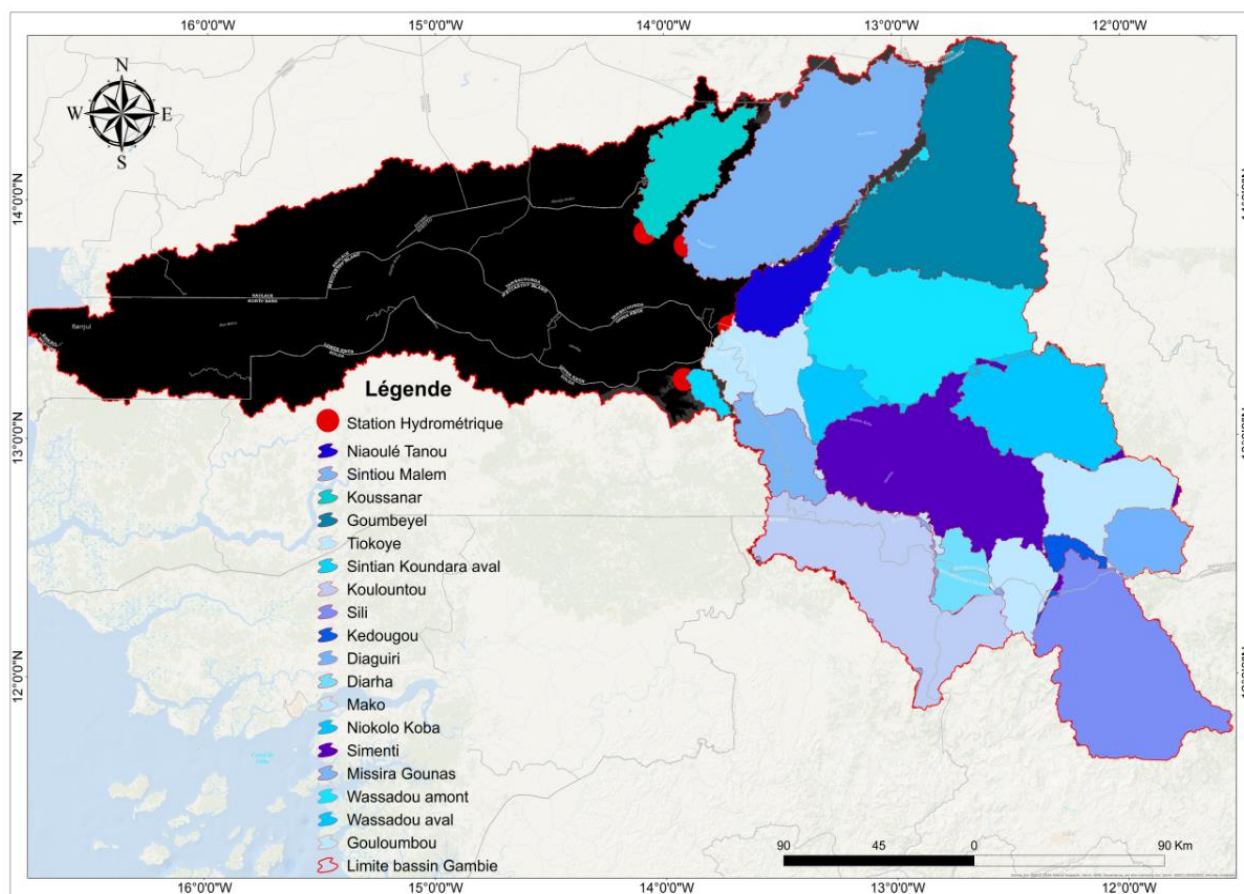 16°0'0"W 15°0'0"W 14°0'0"W 13°0'0"W 12°0'0"W
N
W E
S
14°0'0"N
13°0'0"N
12°0'0"N
Banjul
Légende
Station Hydrométrique
Niaoulé Tanou
Sintiou Malem
Koussanar
Goumbeyel
Tiokoye
Sintian Koundara aval
Koulountou
Sili
Kedougou
Diaguiri
Diarha
Mako
Niokolo Koba
Simenti
Missira Gounas
Wassadou amont
Wassadou aval
Gouloumbou
Limite bassin Gambie
90 45 0 90 Km
16°0'0"W 15°0'0"W 14°0'0"W 13°0'0"W 12°0'0"W